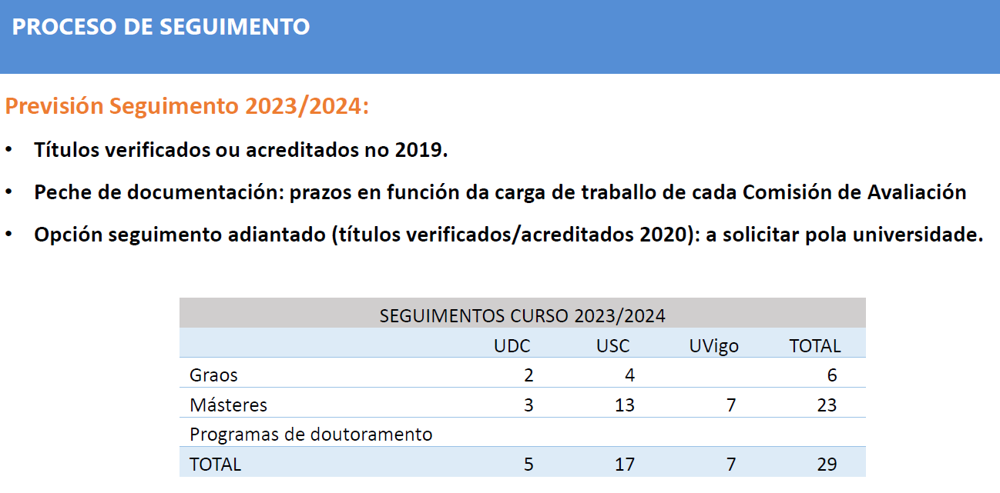 PROCESO DE SEGUIMENTO
Previsión Seguimento 2023/2024:
• Títulos verificados ou acreditados no 2019.
• Peche de documentación: prazos en función da carga de traballo de cada Comisión de Avaliación
• Opción seguimento adiantado (títulos verificados/acreditados 2020): a solicitar pola universidade.
SEGUIMENTOS CURSO 2023/2024
UDC USC UVigo TOTAL
Graos 2 4 6
Másteres 3 13 7 23
Programas de doutoramento
TOTAL 5 17 7 29